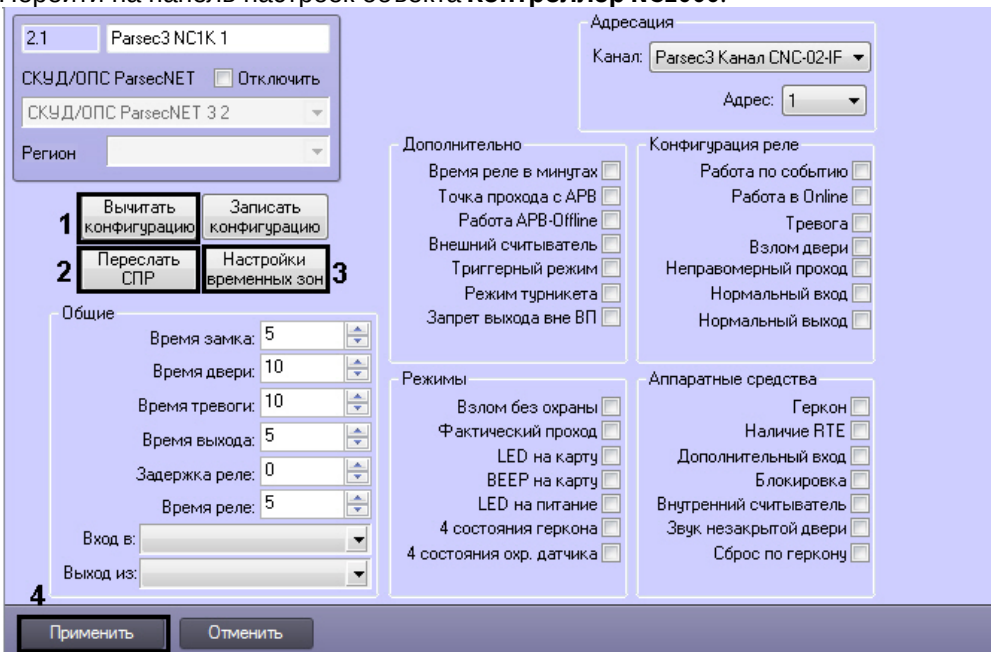 Перейти на панель настроек объекта Контроллер NC2000.
2.1 Parsec3 NC1K 1
СКУД/ОПС ParsecNET Отключить
СКУД/ОПС ParsecNET 3 2
Регион
Адресация
Канал: Parsec3 Канал CNC-02-IF
Адрес: 1
1 Вычитать конфигурацию
Записать конфигурацию
2 Переслать СПР
Настройки временных зон 3
Общие
Время замка: 5
Время двери: 10
Время тревоги: 10
Время выхода: 5
Задержка реле: 0
Время реле: 5
Вход в:
Выход из:
Дополнительно
Время реле в минутах
Точка прохода с APB
Работа APB-Offline
Внешний считыватель
Триггерный режим
Режим турникета
Запрет выхода вне ВП
Конфигурация реле
Работа по событию
Работа в Online
Тревога
Взлом двери
Неправомерный проход
Нормальный вход
Нормальный выход
Режимы
Взлом без охраны
Фактический проход
LED на карту
BEEP на карту
LED на питание
4 состояния геркона
4 состояния охр. датчика
Аппаратные средства
Геркон
Наличие RTE
Дополнительный вход
Блокировка
Внутренний считыватель
Звук незакрытой двери
Сброс по геркону
4
Применить
Отменить